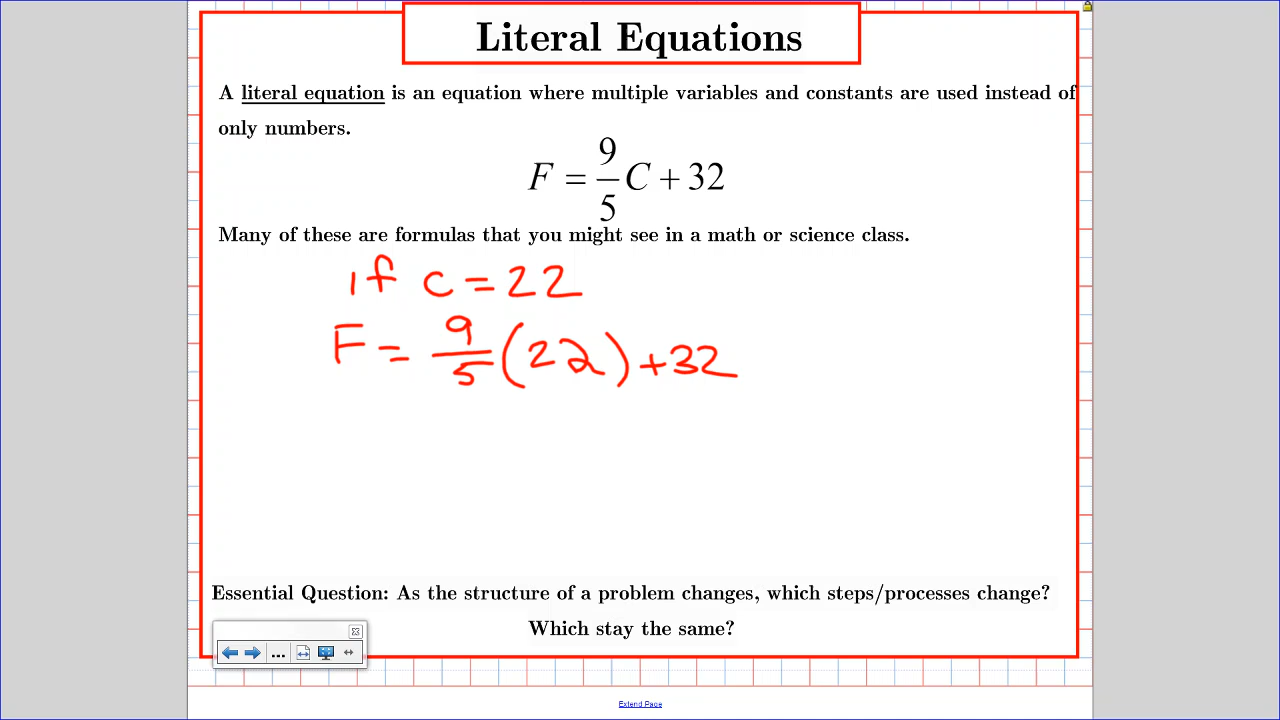 Literal Equations
A literal equation is an equation where multiple variables and constants are used instead of
only numbers.
F = 9/5 C + 32
Many of these are formulas that you might see in a math or science class.
if c = 22
F = 9/5 (22) + 32
Essential Question: As the structure of a problem changes, which steps/processes change?
Which stay the same?
...
Extend Page